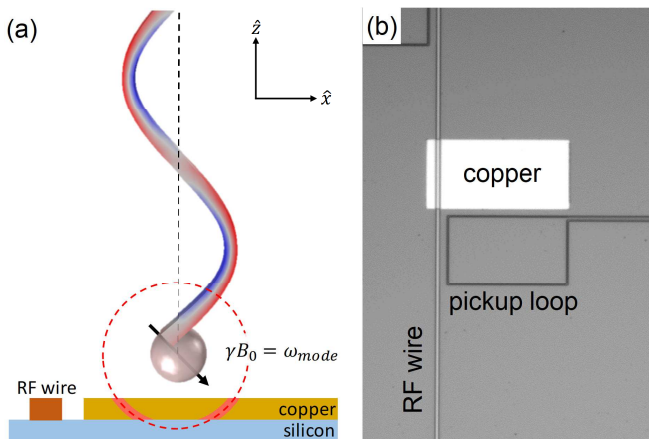 (a)
ẑ
x̂
γB₀ = ω_mode
RF wire
copper
silicon
(b)
copper
pickup loop
RF wire